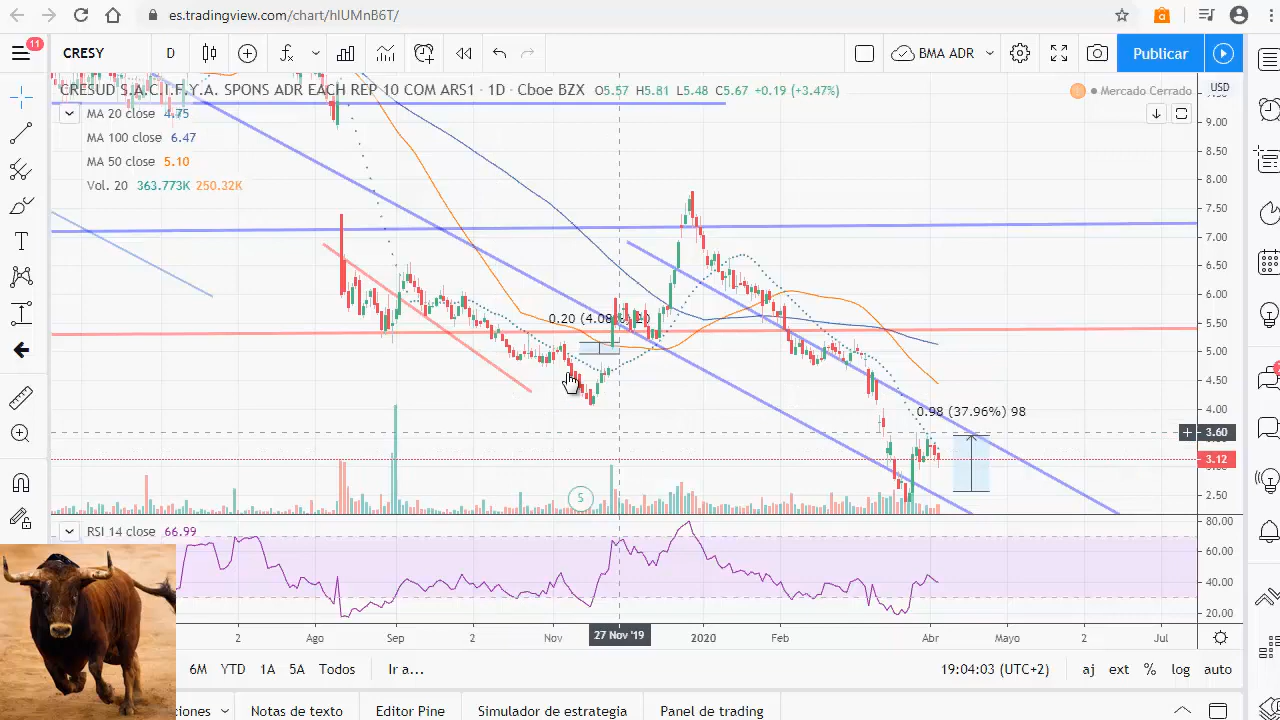 es.tradingview.com/chart/hlUMnB6T/
11
CRESY D BMA ADR Publicar
CRESUD S.A.C.I.F.Y.A. SPONS ADR EACH REP 10 COM ARS1 · 1D · Cboe BZX O5.57 H5.81 L5.48 C5.67 +0.19 (+3.47%) Mercado Cerrado USD
MA 20 close 4.75
MA 100 close 6.47
MA 50 close 5.10
Vol. 20 363.773K 250.32K
9.00
8.50
8.00
7.50
7.00
6.50
6.00
5.50
5.00
4.50
4.00
3.60
3.12
2.50
0.20 (4.08%) 20
0.98 (37.96%) 98
S
RSI 14 close 66.99
80.00
60.00
40.00
20.00
2 Ago Sep 2 Nov 27 Nov '19 2020 Feb Abr Mayo 2 Jul
6M YTD 1A 5A Todos Ir a... 19:04:03 (UTC+2) aj ext % log auto
ciones Notas de texto Editor Pine Simulador de estrategia Panel de trading